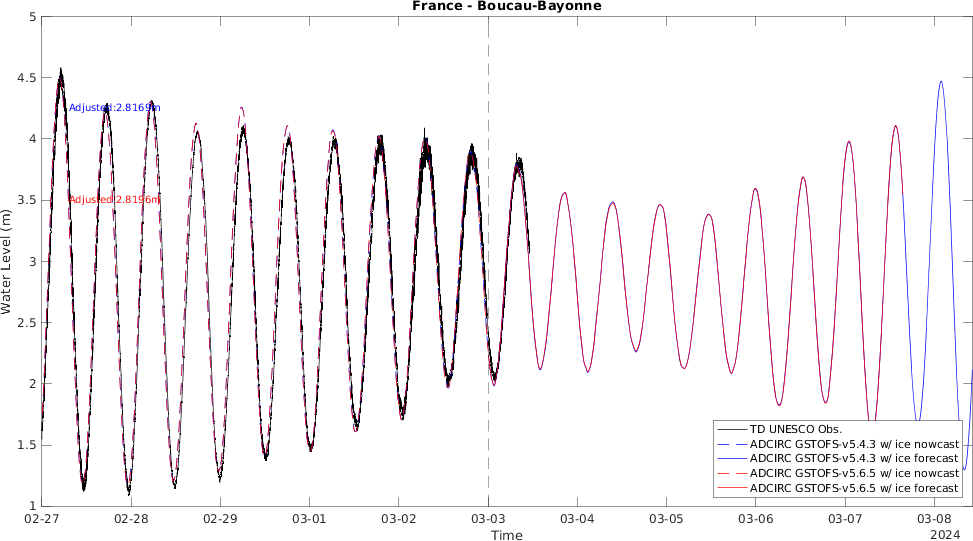 France - Boucau-Bayonne
5
4.5
4
3.5
3
2.5
2
1.5
1
Water Level (m)
Adjusted:2.8169m
Adjusted:2.8196m
TD UNESCO Obs.
ADCIRC GSTOFS-v5.4.3 w/ ice nowcast
ADCIRC GSTOFS-v5.4.3 w/ ice forecast
ADCIRC GSTOFS-v5.6.5 w/ ice nowcast
ADCIRC GSTOFS-v5.6.5 w/ ice forecast
02-27 02-28 02-29 03-01 03-02 03-03 03-04 03-05 03-06 03-07 03-08
Time
2024